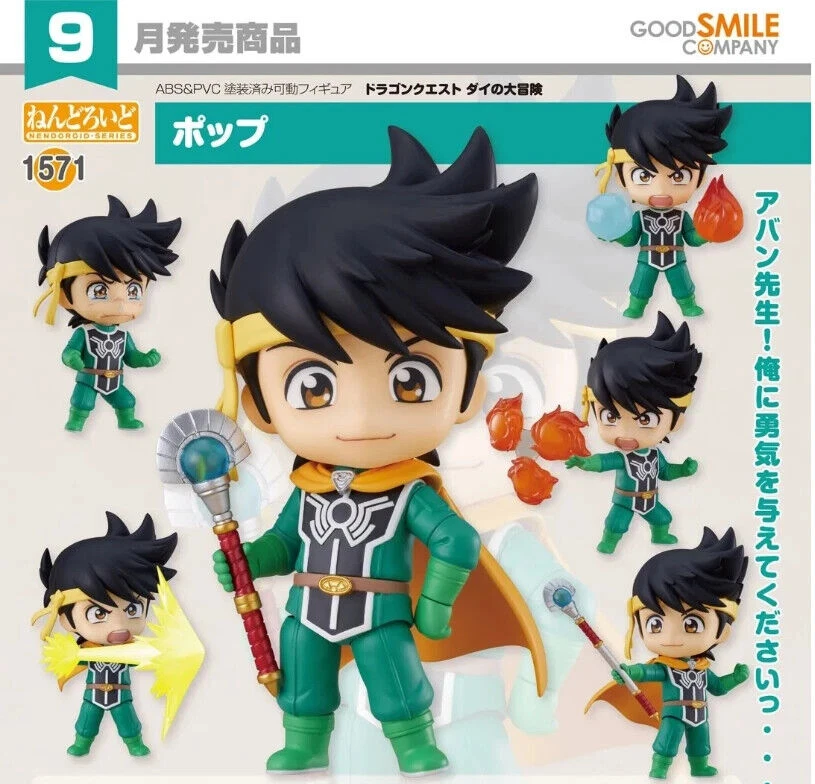 9月発売商品
GOODSMILE
COMPANY
ABS&PVC 塗装済み可動フィギュア ドラゴンクエスト ダイの大冒険
ねんどろいど
NENDOROID・SERIES
1571
ポップ
アバン先生！俺に勇気を与えてくださいっ・・・